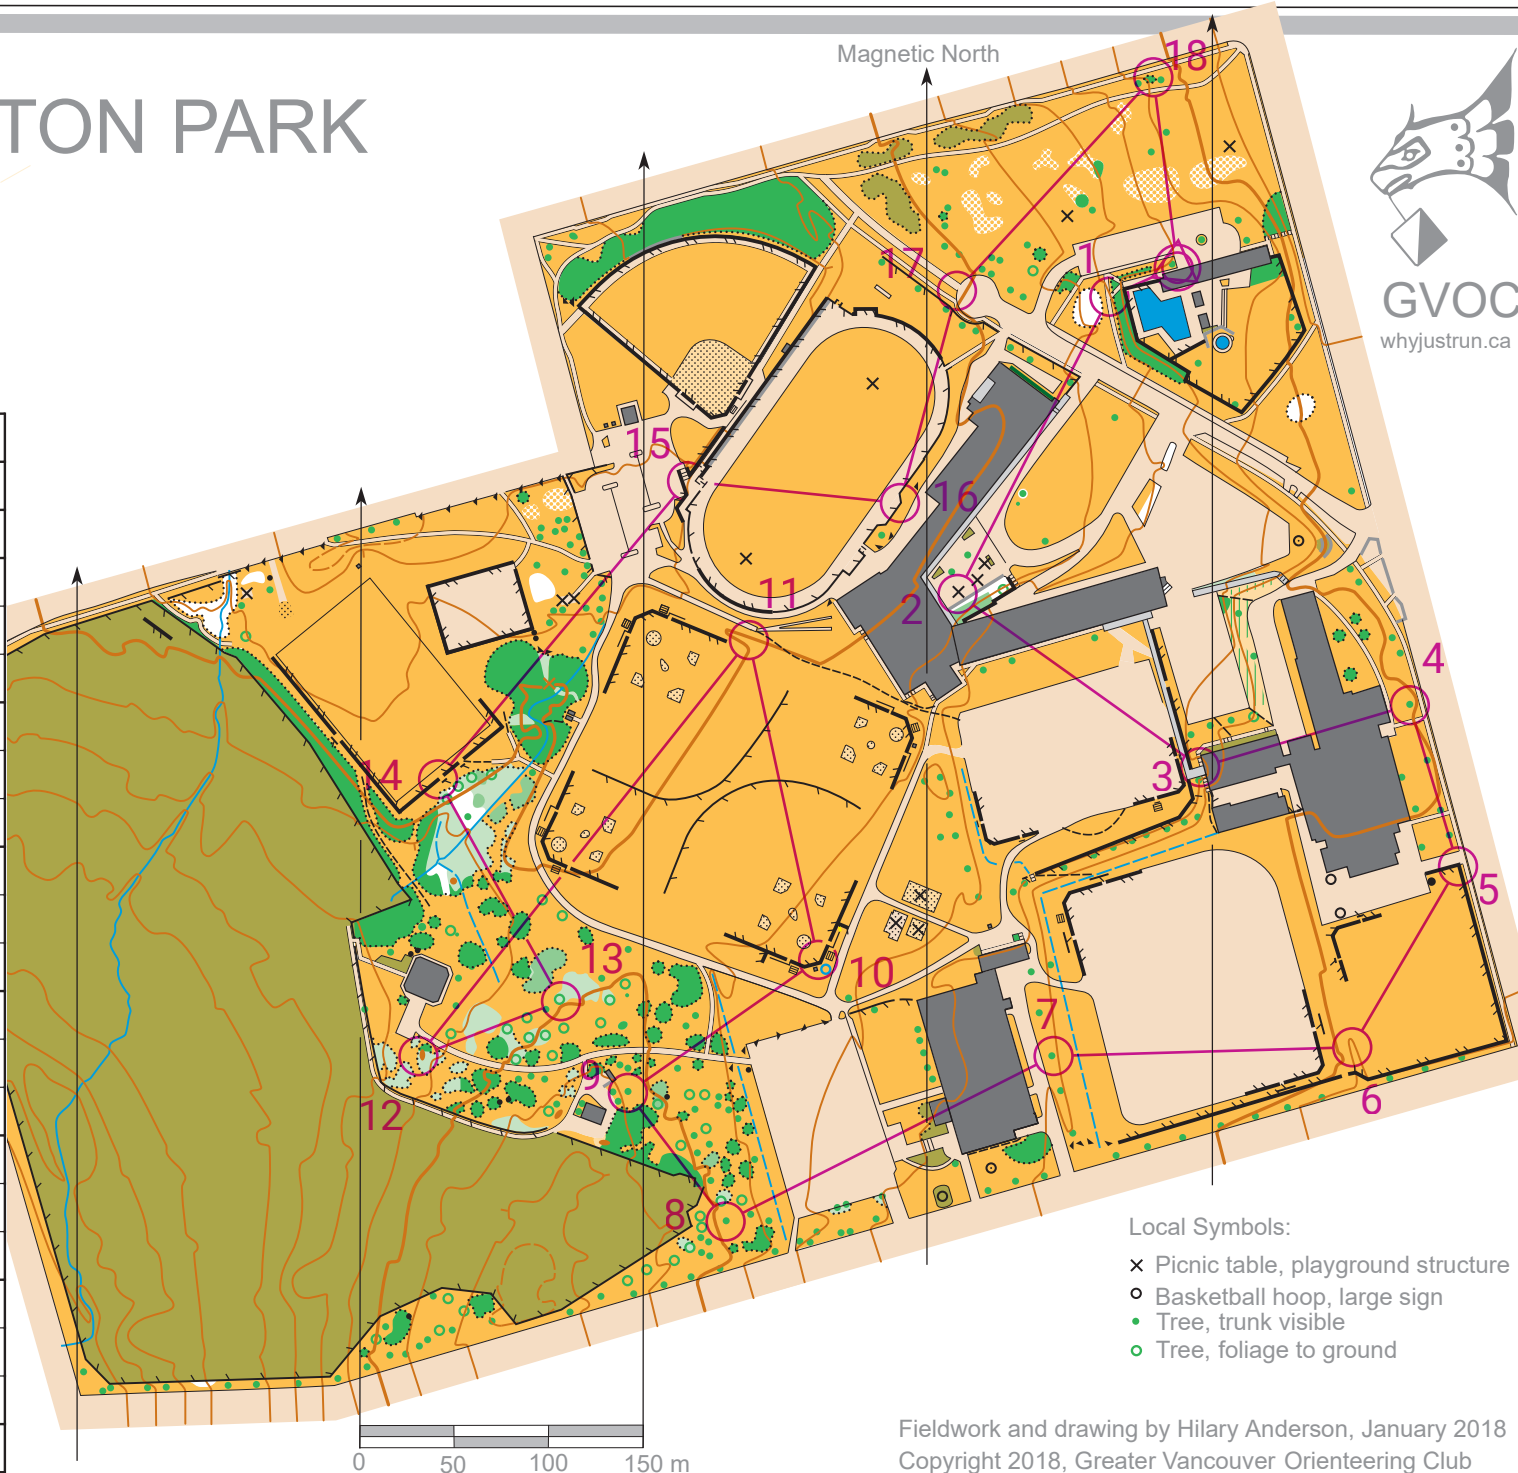 Magnetic North
TON PARK
GVOC
whyjustrun.ca
18
17
1
15
16
2
11
14
3
4
5
13
10
7
9
12
6
8
Local Symbols:
Picnic table, playground structure
Basketball hoop, large sign
Tree, trunk visible
Tree, foliage to ground
0 50 100 150 m
Fieldwork and drawing by Hilary Anderson, January 2018
Copyright 2018, Greater Vancouver Orienteering Club